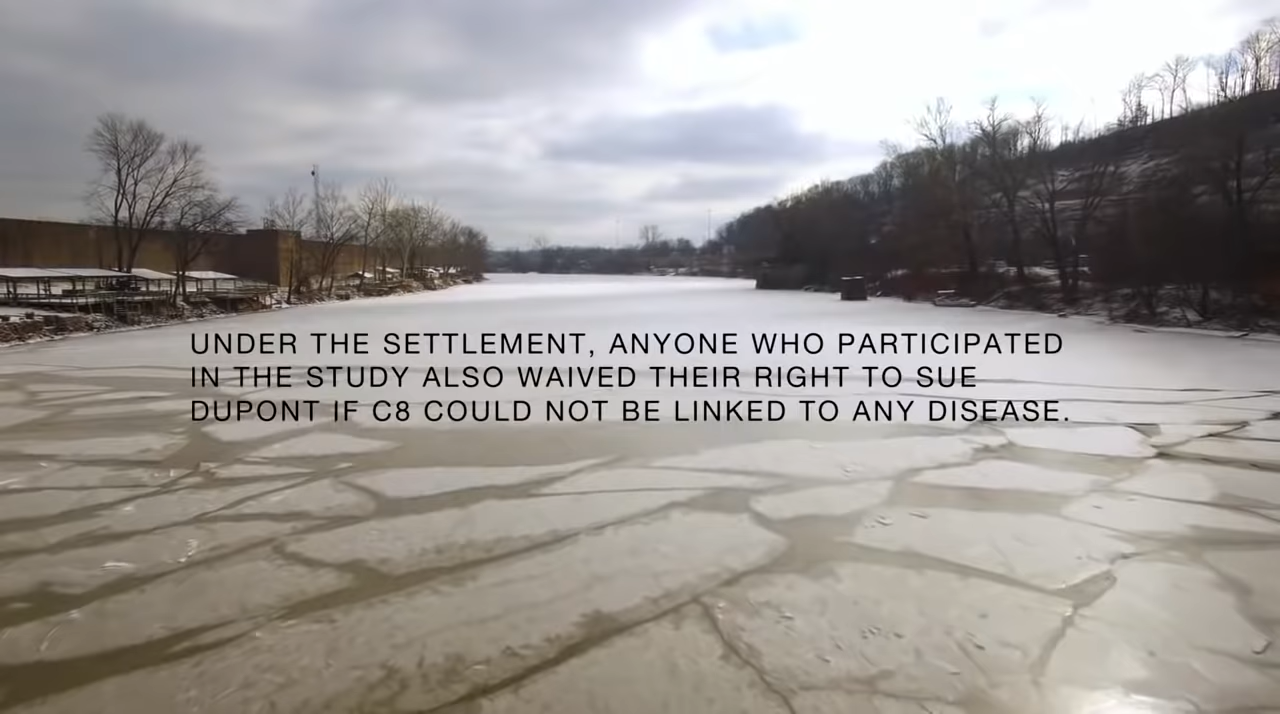 UNDER THE SETTLEMENT, ANYONE WHO PARTICIPATED
IN THE STUDY ALSO WAIVED THEIR RIGHT TO SUE
DUPONT IF C8 COULD NOT BE LINKED TO ANY DISEASE.